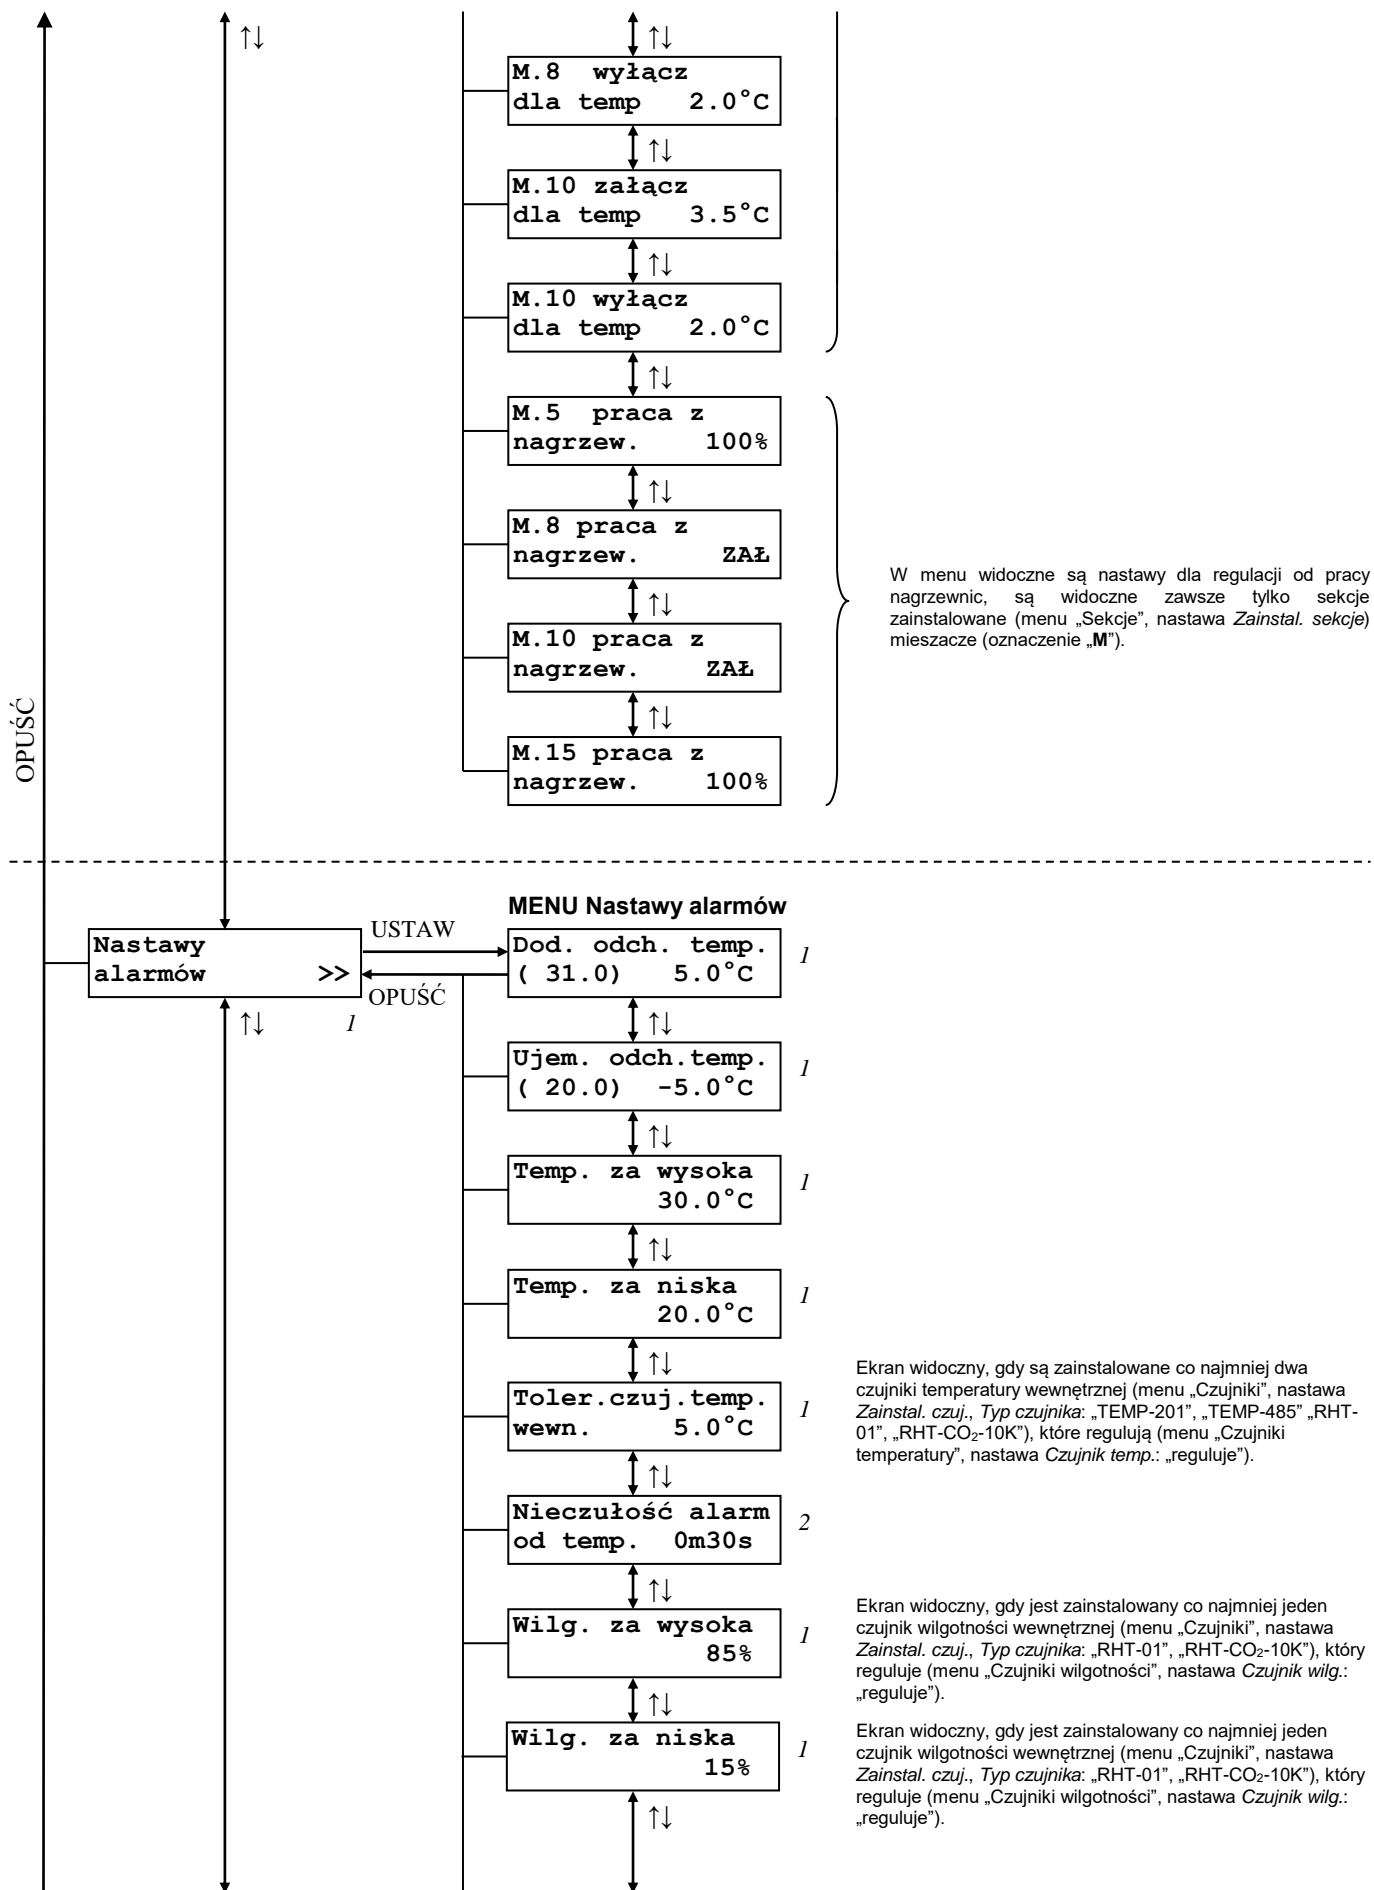 ↑↓
↑↓
M.8  wyłącz
dla temp   2.0°C
↑↓
M.10 załącz
dla temp   3.5°C
↑↓
M.10 wyłącz
dla temp   2.0°C
↑↓
M.5  praca z
nagrzew.    100%
↑↓
M.8 praca z
nagrzew.     ZAŁ
↑↓
M.10 praca z
nagrzew.    ZAŁ
↑↓
M.15 praca z
nagrzew.    100%
W menu widoczne są nastawy dla regulacji od pracy
nagrzewnic, są widoczne zawsze tylko sekcje
zainstalowane (menu „Sekcje”, nastawa Zainstal. sekcje)
mieszacze (oznaczenie „M”).
OPUŚĆ
MENU Nastawy alarmów
Nastawy
alarmów       >>
1
↑↓
USTAW
OPUŚĆ
Dod. odch. temp.
( 31.0)   5.0°C
1
↑↓
Ujem. odch.temp.
( 20.0)  -5.0°C
1
↑↓
Temp. za wysoka
30.0°C
1
↑↓
Temp. za niska
20.0°C
1
↑↓
Toler.czuj.temp.
wewn.     5.0°C
1
Ekran widoczny, gdy są zainstalowane co najmniej dwa
czujniki temperatury wewnętrznej (menu „Czujniki”, nastawa
Zainstal. czuj., Typ czujnika: „TEMP-201”, „TEMP-485” „RHT-
01”, „RHT-CO₂-10K”), które regulują (menu „Czujniki
temperatury”, nastawa Czujnik temp.: „reguluje”).
↑↓
Nieczułość alarm
od temp.  0m30s
2
↑↓
Wilg. za wysoka
85%
1
Ekran widoczny, gdy jest zainstalowany co najmniej jeden
czujnik wilgotności wewnętrznej (menu „Czujniki”, nastawa
Zainstal. czuj., Typ czujnika: „RHT-01”, „RHT-CO₂-10K”), który
reguluje (menu „Czujniki wilgotności”, nastawa Czujnik wilg.:
„reguluje”).
↑↓
Wilg. za niska
15%
1
Ekran widoczny, gdy jest zainstalowany co najmniej jeden
czujnik wilgotności wewnętrznej (menu „Czujniki”, nastawa
Zainstal. czuj., Typ czujnika: „RHT-01”, „RHT-CO₂-10K”), który
reguluje (menu „Czujniki wilgotności”, nastawa Czujnik wilg.:
„reguluje”).
↑↓